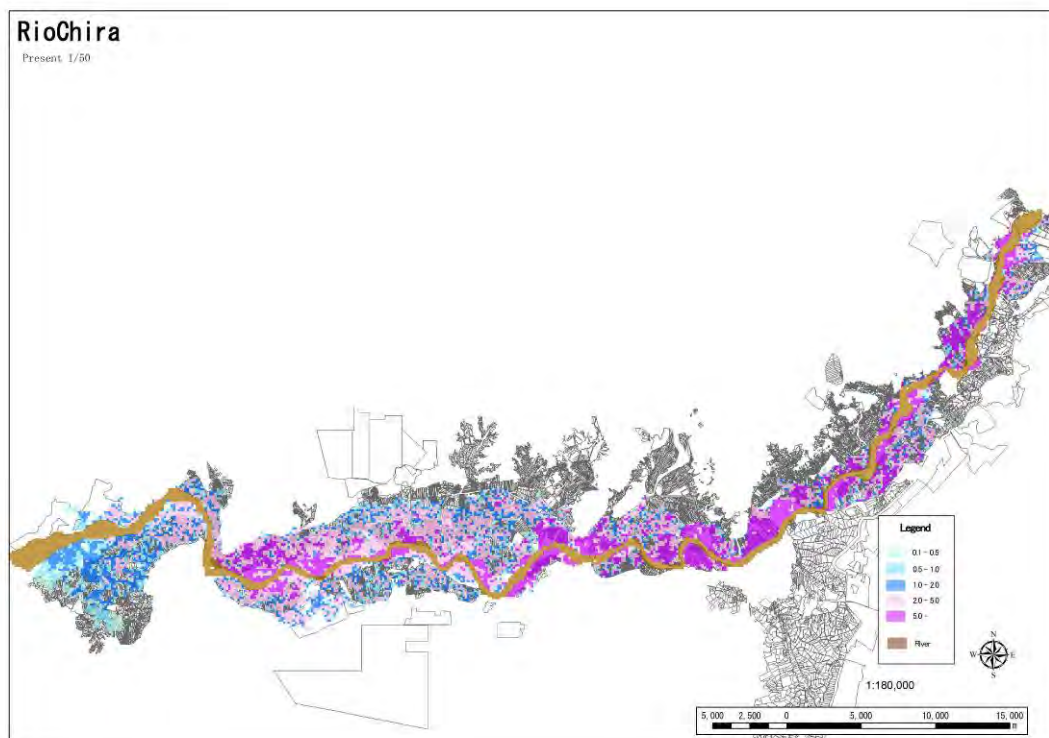 RioChira
Present 1/50
Legend
0.1 - 0.5
0.5 - 1.0
1.0 - 2.0
2.0 - 5.0
5.0 -
River
N
W E
S
1:180,000
5,000 2,500 0 5,000 10,000 15,000
m